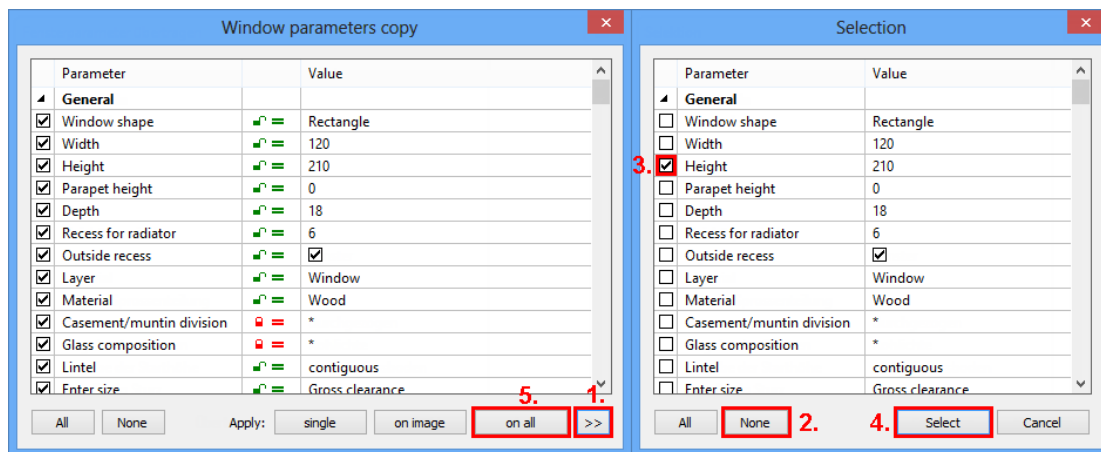 Window parameters copy
Parameter Value
General
Window shape Rectangle
Width 120
Height 210
Parapet height 0
Depth 18
Recess for radiator 6
Outside recess
Layer Window
Material Wood
Casement/muntin division *
Glass composition *
Lintel contiguous
Enter size Gross clearance
5. 1.
All None Apply: single on image on all >>
Selection
Parameter Value
General
Window shape Rectangle
Width 120
3. Height 210
Parapet height 0
Depth 18
Recess for radiator 6
Outside recess
Layer Window
Material Wood
Casement/muntin division *
Glass composition *
Lintel contiguous
Enter size Gross clearance
All None 2. 4. Select Cancel